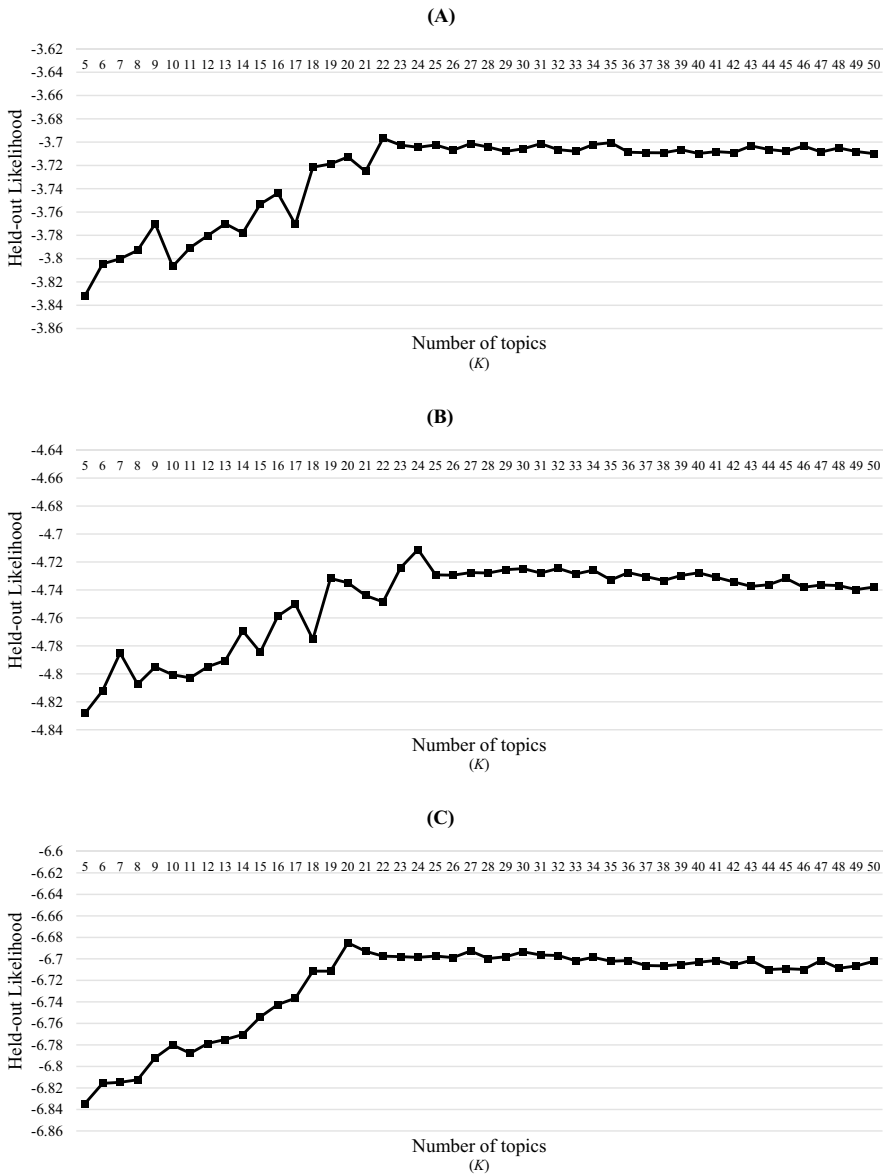 (A)
-3.62
5 6 7 8 9 10 11 12 13 14 15 16 17 18 19 20 21 22 23 24 25 26 27 28 29 30 31 32 33 34 35 36 37 38 39 40 41 42 43 44 45 46 47 48 49 50
-3.64
-3.66
-3.68
-3.7
-3.72
-3.74
-3.76
-3.78
-3.8
-3.82
-3.84
-3.86
Held-out Likelihood
Number of topics
(K)
(B)
-4.64
5 6 7 8 9 10 11 12 13 14 15 16 17 18 19 20 21 22 23 24 25 26 27 28 29 30 31 32 33 34 35 36 37 38 39 40 41 42 43 44 45 46 47 48 49 50
-4.66
-4.68
-4.7
-4.72
-4.74
-4.76
-4.78
-4.8
-4.82
-4.84
Held-out Likelihood
Number of topics
(K)
(C)
-6.6
5 6 7 8 9 10 11 12 13 14 15 16 17 18 19 20 21 22 23 24 25 26 27 28 29 30 31 32 33 34 35 36 37 38 39 40 41 42 43 44 45 46 47 48 49 50
-6.62
-6.64
-6.66
-6.68
-6.7
-6.72
-6.74
-6.76
-6.78
-6.8
-6.82
-6.84
-6.86
Held-out Likelihood
Number of topics
(K)